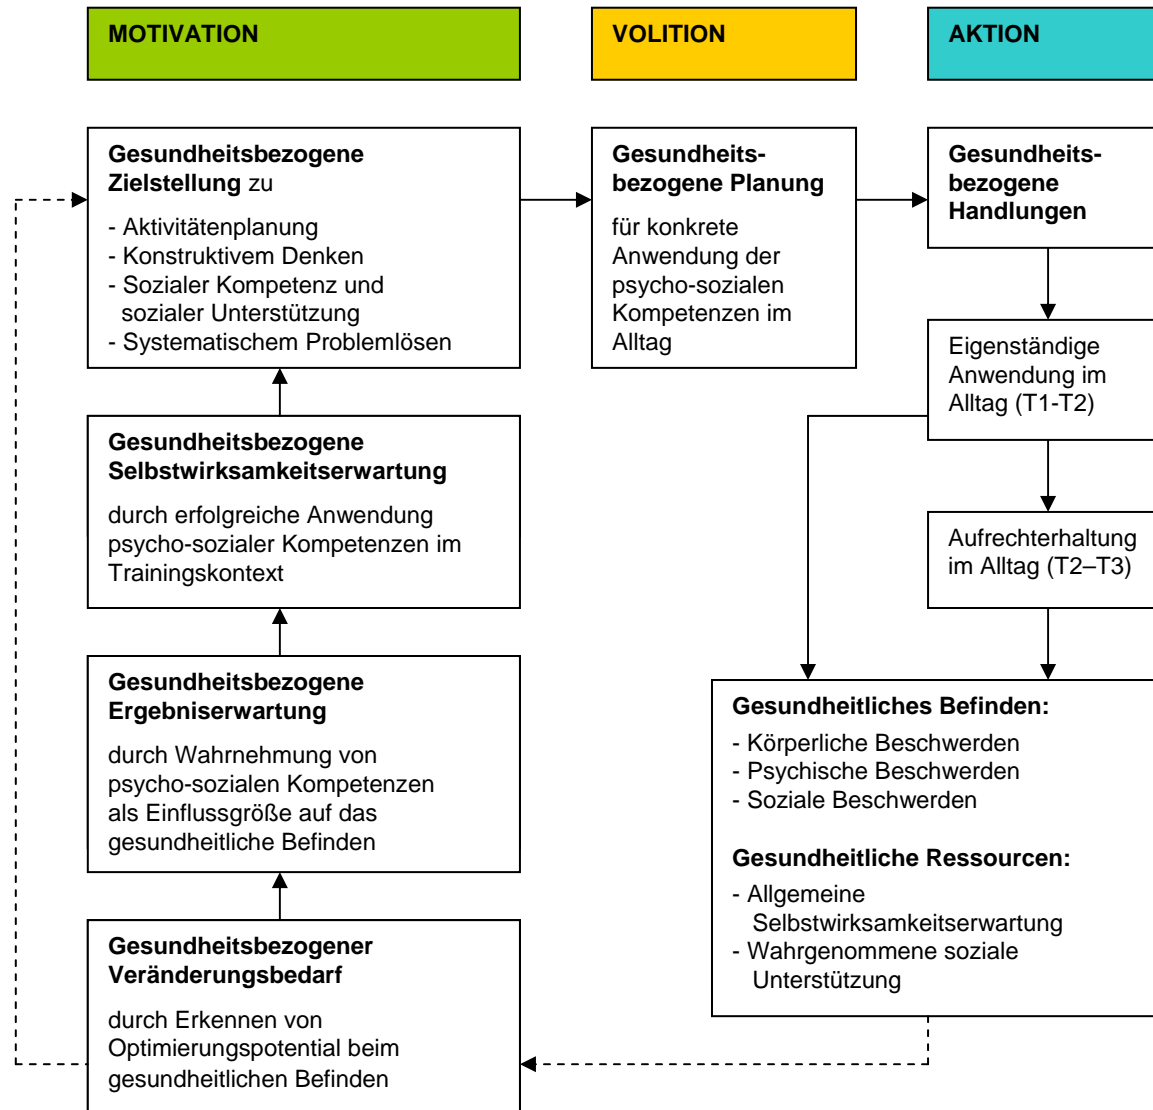 MOTIVATION
VOLITION
AKTION
Gesundheitsbezogene
Zielstellung zu
- Aktivitätenplanung
- Konstruktivem Denken
- Sozialer Kompetenz und
sozialer Unterstützung
- Systematischem Problemlösen
Gesundheits-
bezogene Planung
für konkrete
Anwendung der
psycho-sozialen
Kompetenzen im
Alltag
Gesundheits-
bezogene
Handlungen
Eigenständige
Anwendung im
Alltag (T1-T2)
Gesundheitsbezogene
Selbstwirksamkeitserwartung
durch erfolgreiche Anwendung
psycho-sozialer Kompetenzen im
Trainingskontext
Aufrechterhaltung
im Alltag (T2–T3)
Gesundheitsbezogene
Ergebniserwartung
durch Wahrnehmung von
psycho-sozialen Kompetenzen
als Einflussgröße auf das
gesundheitliche Befinden
Gesundheitliches Befinden:
- Körperliche Beschwerden
- Psychische Beschwerden
- Soziale Beschwerden
Gesundheitliche Ressourcen:
- Allgemeine
Selbstwirksamkeitserwartung
- Wahrgenommene soziale
Unterstützung
Gesundheitsbezogener
Veränderungsbedarf
durch Erkennen von
Optimierungspotential beim
gesundheitlichen Befinden